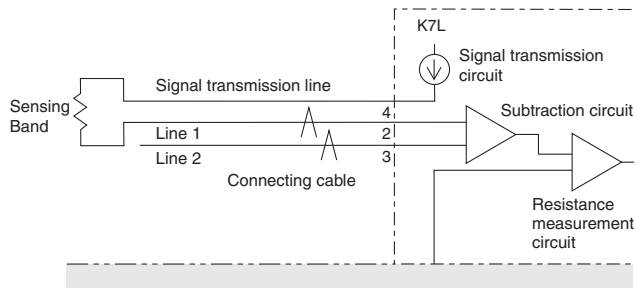 K7L
Signal transmission
circuit
Signal transmission line
Sensing
Band
4
Subtraction circuit
Line 1
2
Line 2
3
Connecting cable
Resistance
measurement
circuit